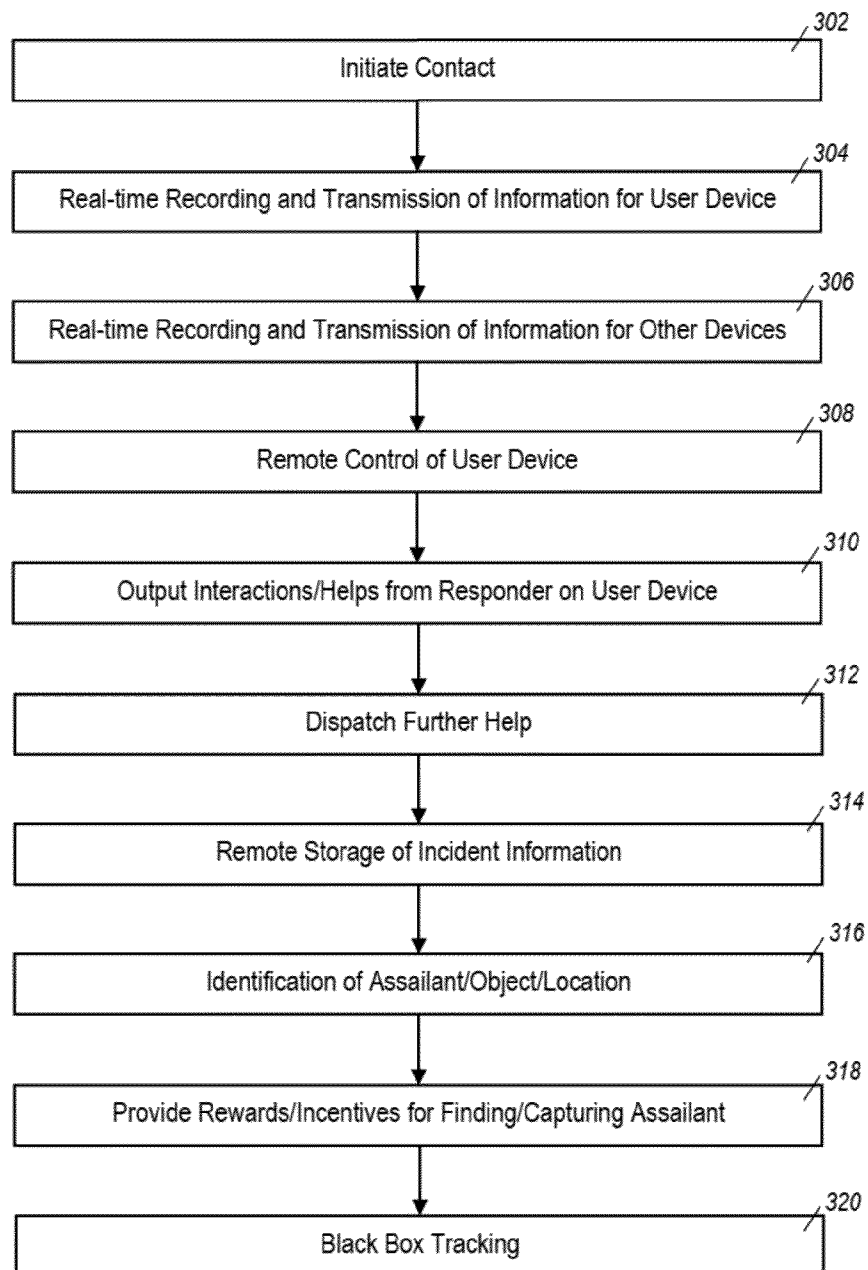 302
Initiate Contact
304
Real-time Recording and Transmission of Information for User Device
306
Real-time Recording and Transmission of Information for Other Devices
308
Remote Control of User Device
310
Output Interactions/Helps from Responder on User Device
312
Dispatch Further Help
314
Remote Storage of Incident Information
316
Identification of Assailant/Object/Location
318
Provide Rewards/Incentives for Finding/Capturing Assailant
320
Black Box Tracking